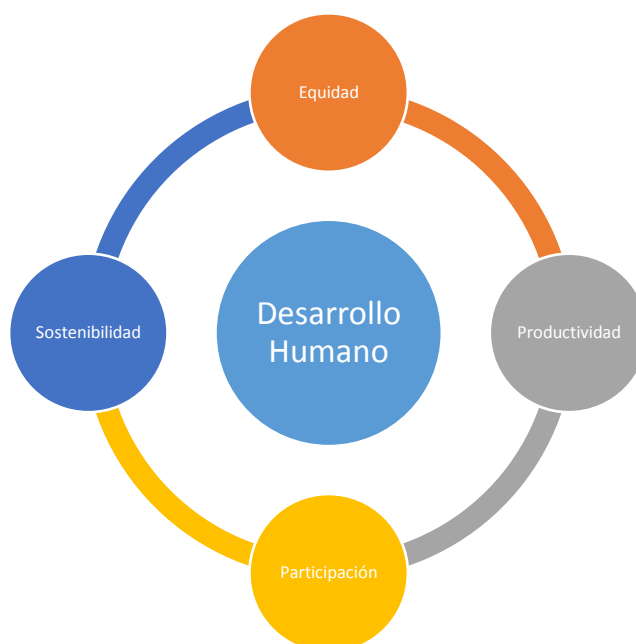 Equidad
Sostenibilidad
Desarrollo
Humano
Productividad
Participación